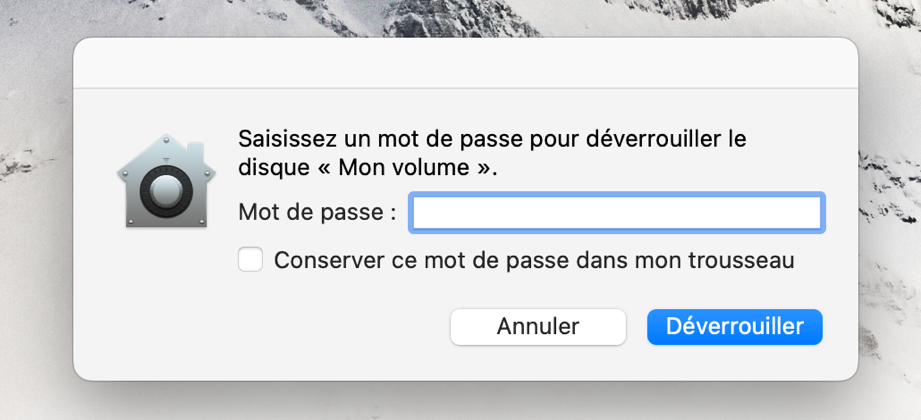 Saisissez un mot de passe pour déverrouiller le
disque « Mon volume ».
Mot de passe :
Conserver ce mot de passe dans mon trousseau
Annuler
Déverrouiller